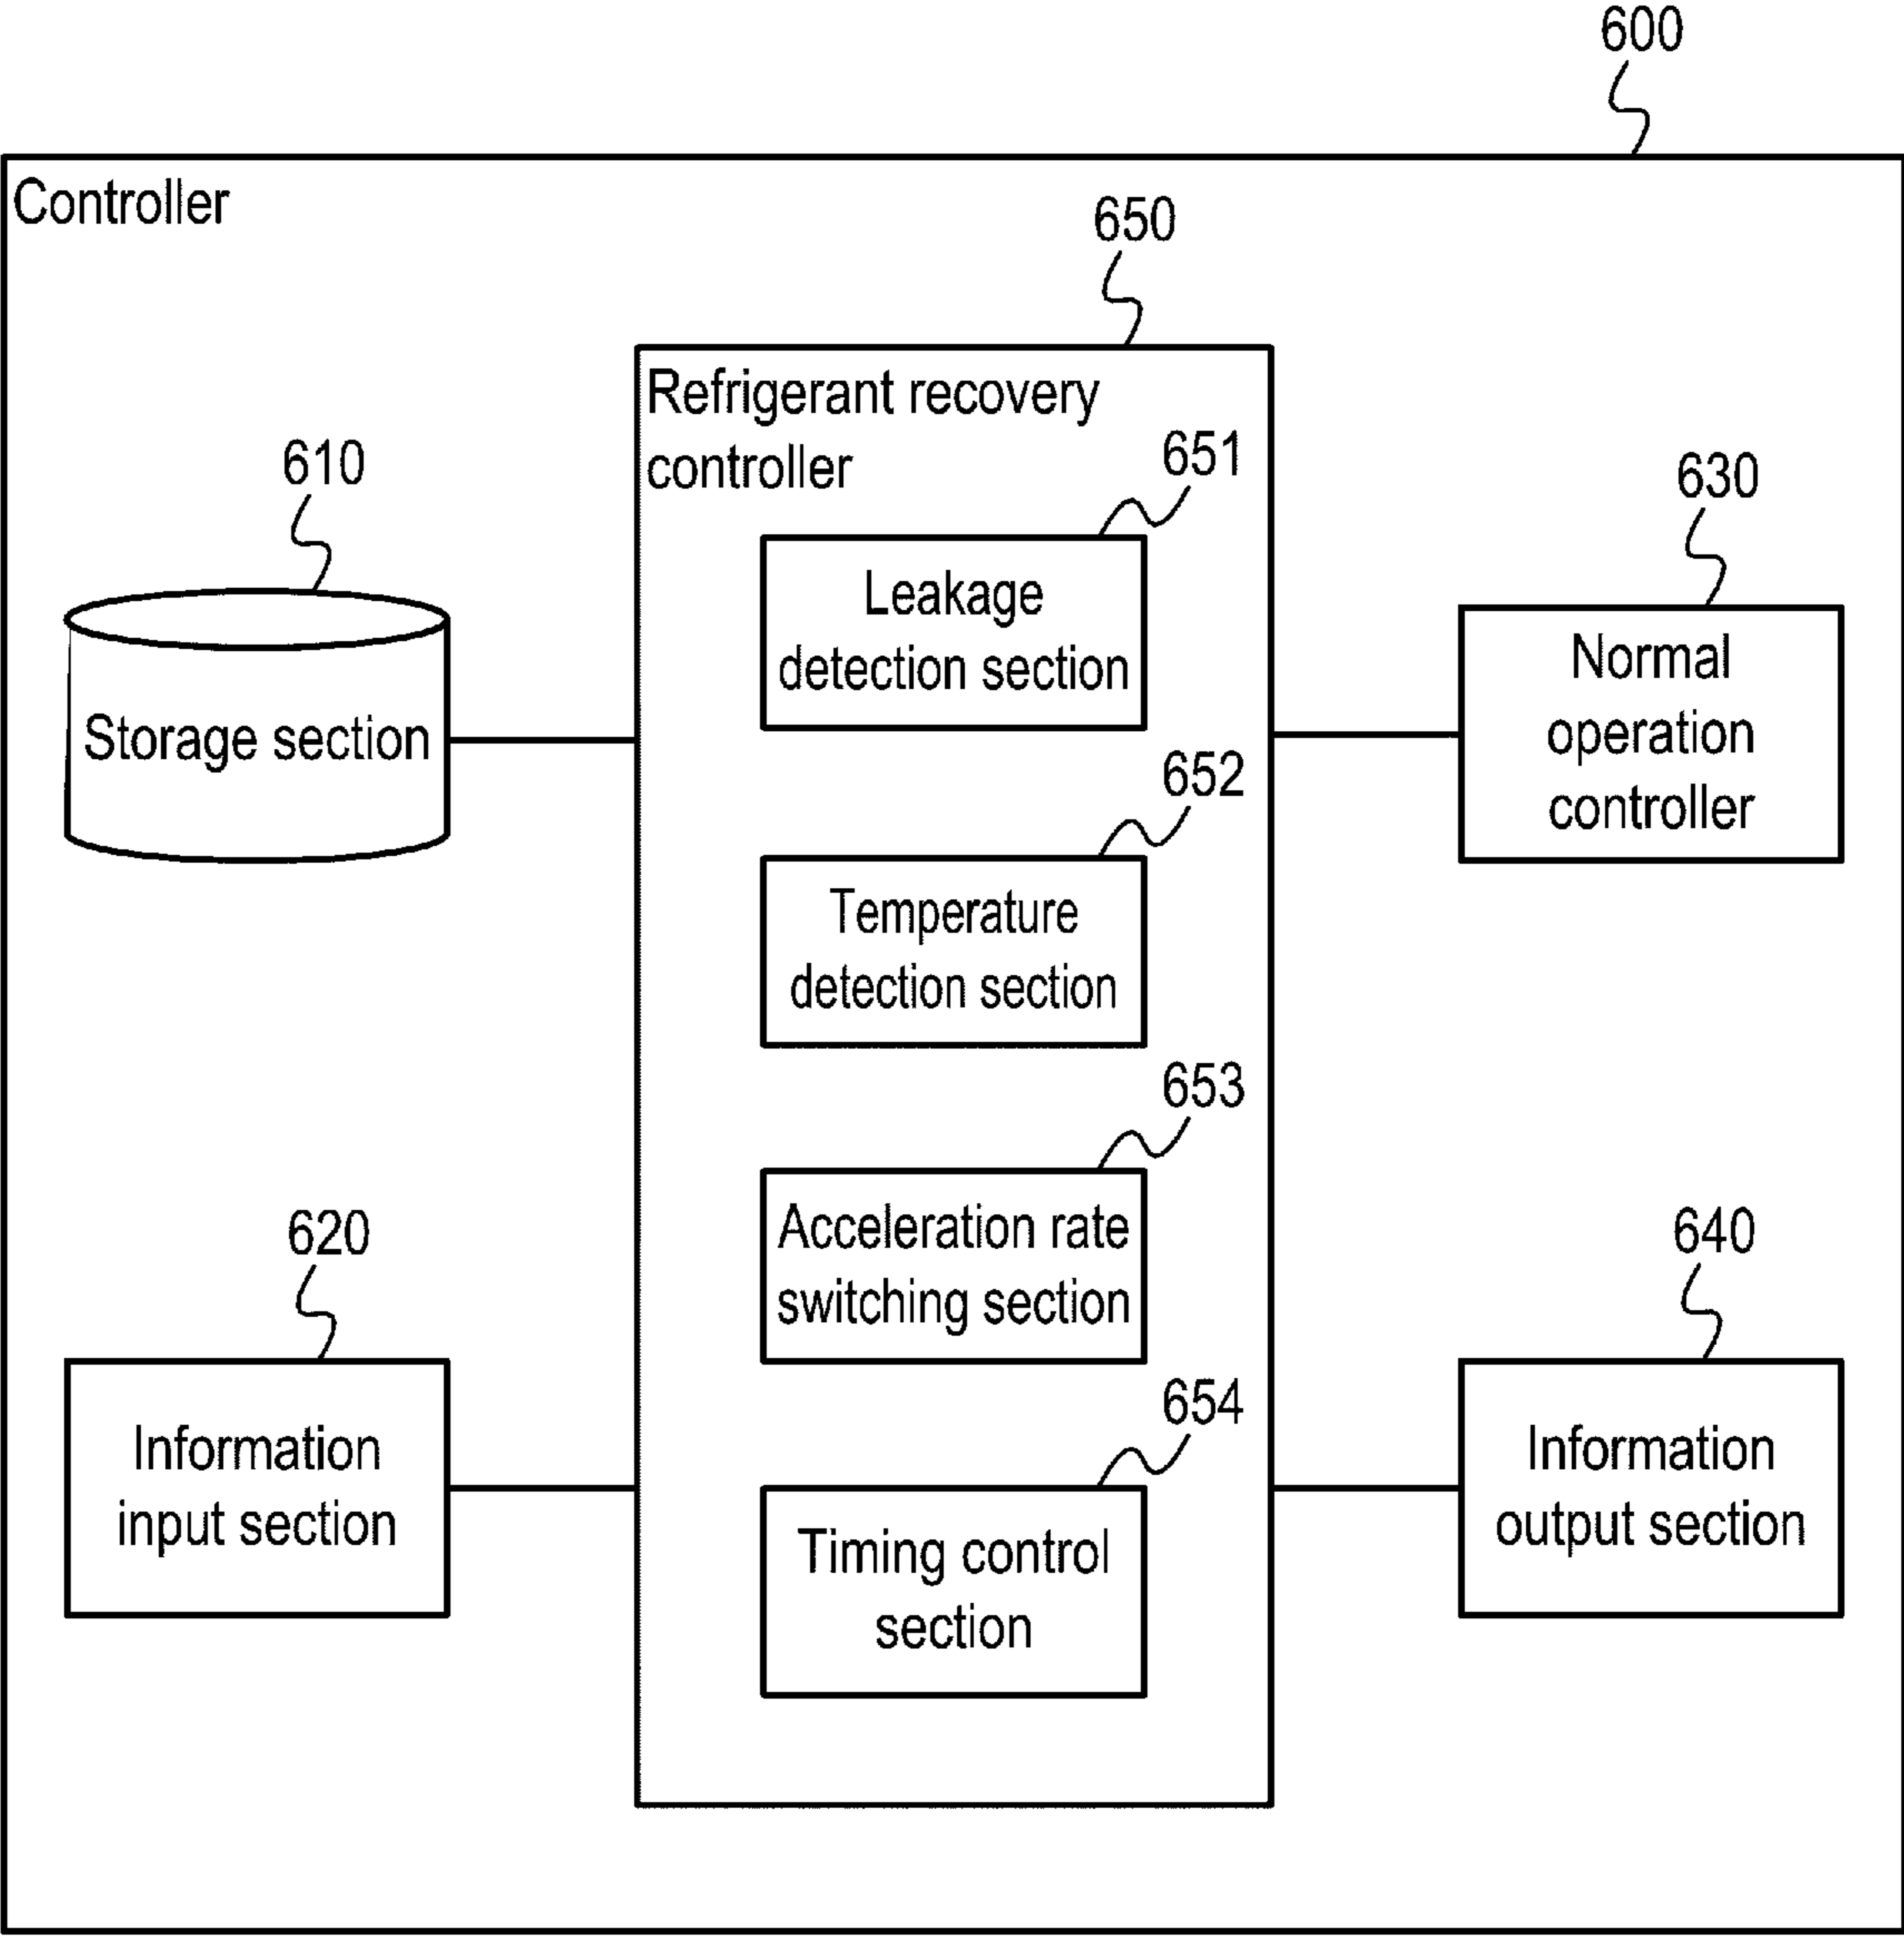 600
Controller
650
Refrigerant recovery
controller
610
651
630
Leakage
detection section
Storage section
Normal
operation
controller
652
Temperature
detection section
653
Acceleration rate
switching section
620
640
Information
input section
654
Timing control
section
Information
output section